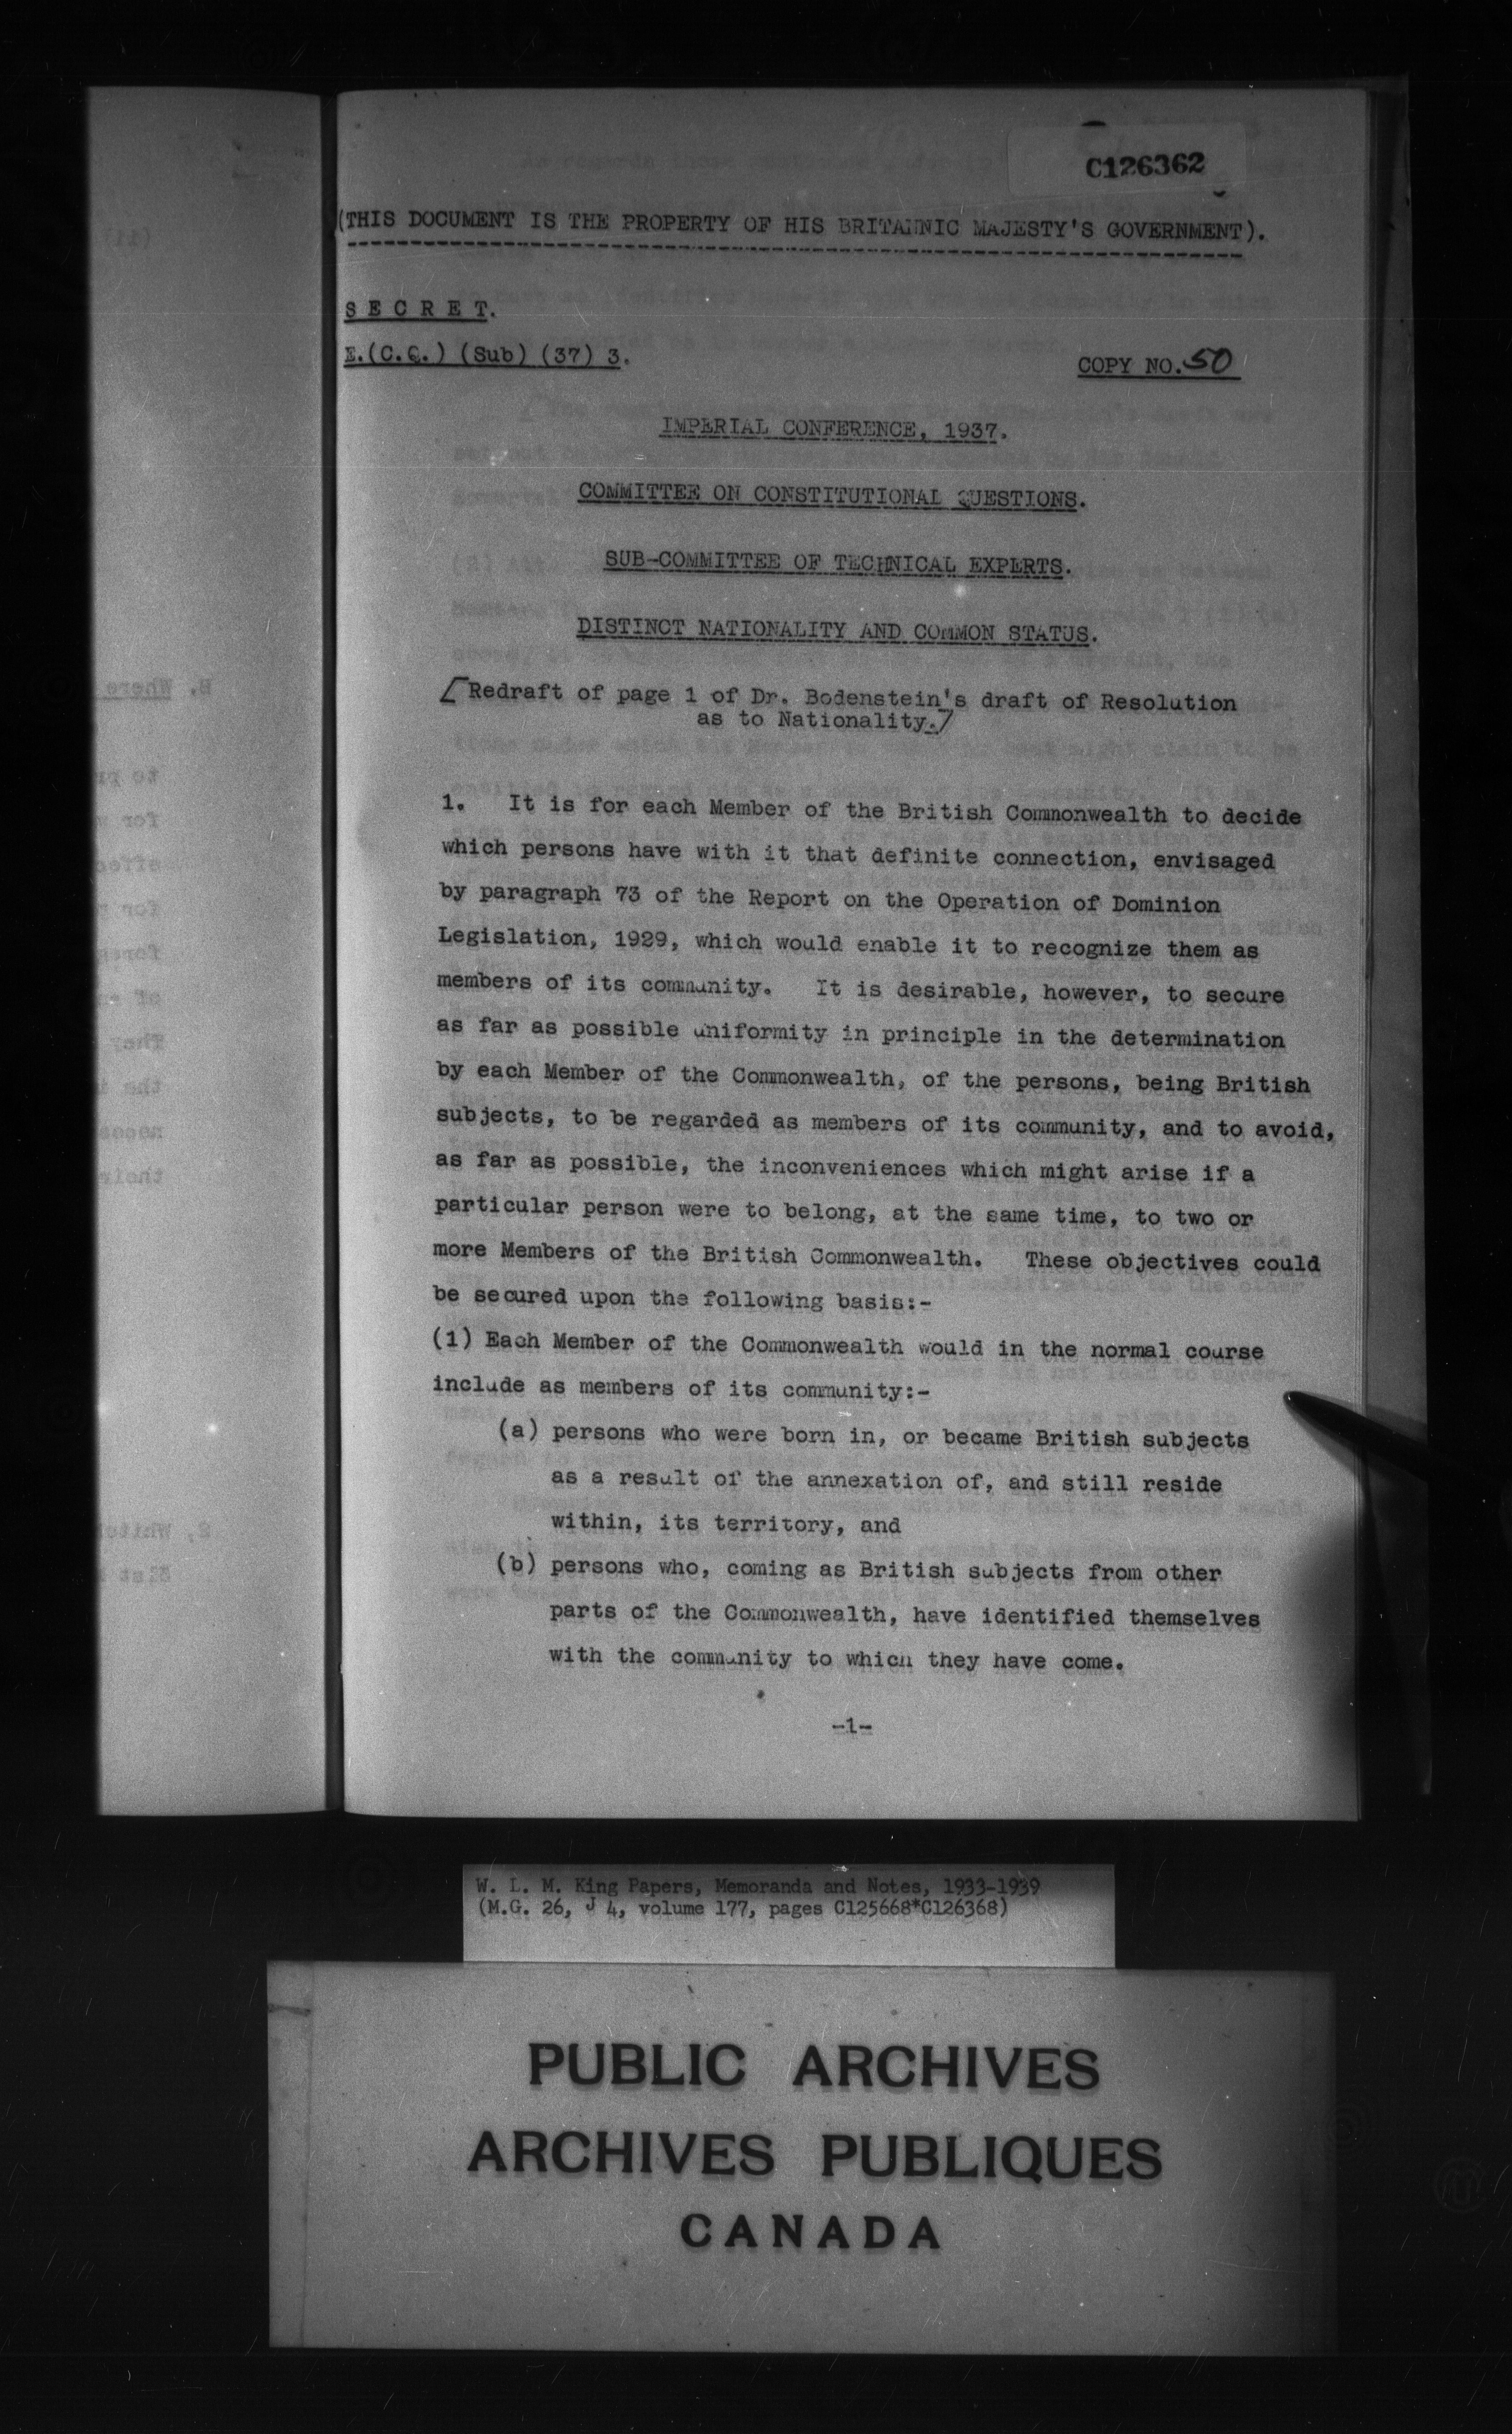 C126362
(THIS DOCUMENT IS THE PROPERTY OF HIS BRITANNIC MAJESTY'S GOVERNMENT).
S E C R E T.
E.(C.Q.) (Sub) (37) 3.
COPY NO. 50
IMPERIAL CONFERENCE, 1937.
COMMITTEE ON CONSTITUTIONAL QUESTIONS.
SUB-COMMITTEE OF TECHNICAL EXPERTS.
DISTINCT NATIONALITY AND COMMON STATUS.
[Redraft of page 1 of Dr. Bodenstein's draft of Resolution
as to Nationality.]
1. It is for each Member of the British Commonwealth to decide
which persons have with it that definite connection, envisaged
by paragraph 73 of the Report on the Operation of Dominion
Legislation, 1929, which would enable it to recognize them as
members of its community. It is desirable, however, to secure
as far as possible uniformity in principle in the determination
by each Member of the Commonwealth, of the persons, being British
subjects, to be regarded as members of its community, and to avoid,
as far as possible, the inconveniences which might arise if a
particular person were to belong, at the same time, to two or
more Members of the British Commonwealth. These objectives could
be secured upon the following basis:-
(1) Each Member of the Commonwealth would in the normal course
include as members of its community:-
(a) persons who were born in, or became British subjects
as a result of the annexation of, and still reside
within, its territory, and
(b) persons who, coming as British subjects from other
parts of the Commonwealth, have identified themselves
with the community to which they have come.
-1-
W. L. M. King Papers, Memoranda and Notes, 1933-1939
(M.G. 26, J 4, volume 177, pages C125668*C126368)
PUBLIC ARCHIVES
ARCHIVES PUBLIQUES
CANADA